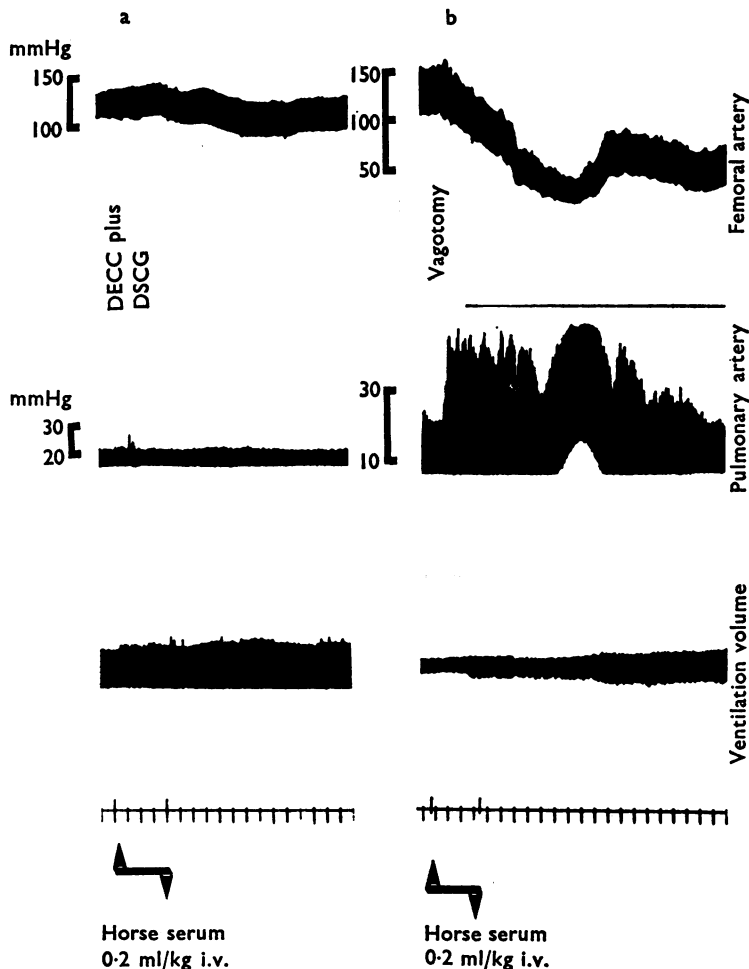 a
b
mmHg
150
100
150
100
50
Femoral artery
DECC plus
DSCG
Vagotomy
mmHg
30
20
30
10
Pulmonary artery
Ventilation volume
Horse serum
0·2 ml/kg i.v.
Horse serum
0·2 ml/kg i.v.